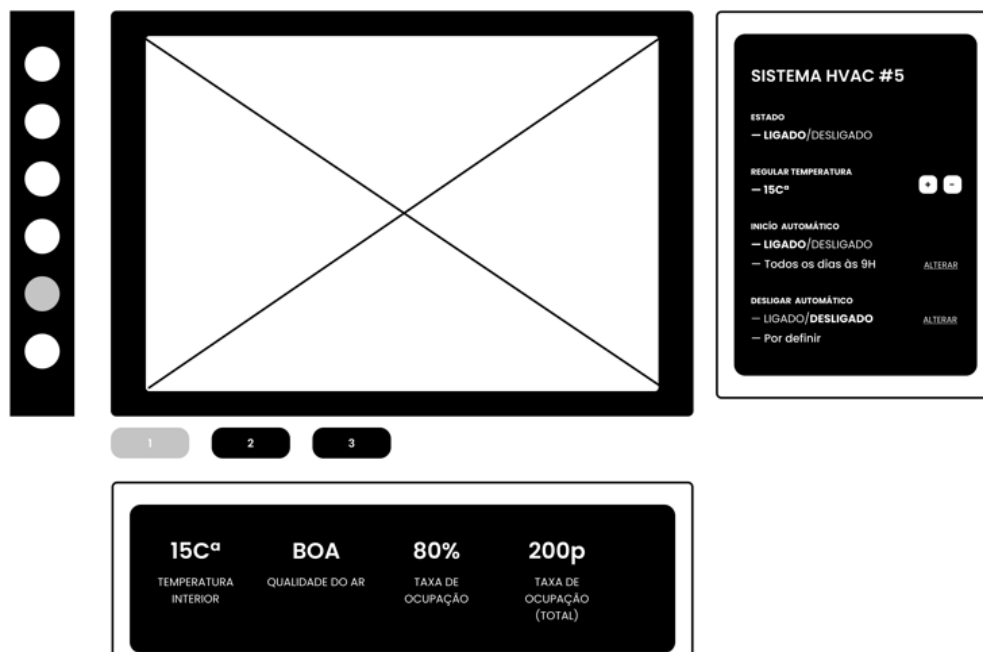 SISTEMA HVAC #5
ESTADO
— LIGADO/DESLIGADO
REGULAR TEMPERATURA
— 15Cª
+ -
INICÍO AUTOMÁTICO
— LIGADO/DESLIGADO
— Todos os dias às 9H
ALTERAR
DESLIGAR AUTOMÁTICO
— LIGADO/DESLIGADO
ALTERAR
— Por definir
1
2
3
15Cª
TEMPERATURA
INTERIOR
BOA
QUALIDADE DO AR
80%
TAXA DE
OCUPAÇÃO
200p
TAXA DE
OCUPAÇÃO
(TOTAL)